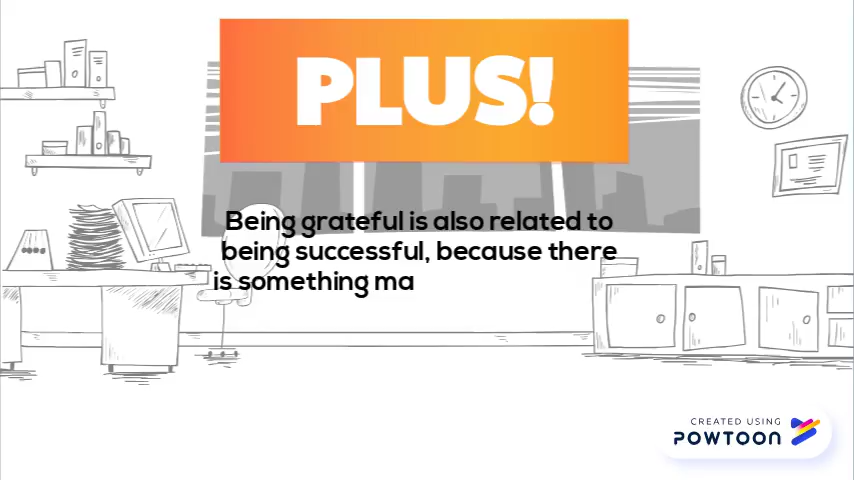 PLUS!
Being grateful is also related to
being successful, because there
is something ma
CREATED USING
POWTOON